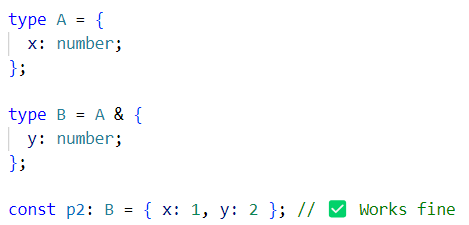 type A = {
  x: number;
};

type B = A & {
  y: number;
};

const p2: B = { x: 1, y: 2 }; // ✅ Works fine